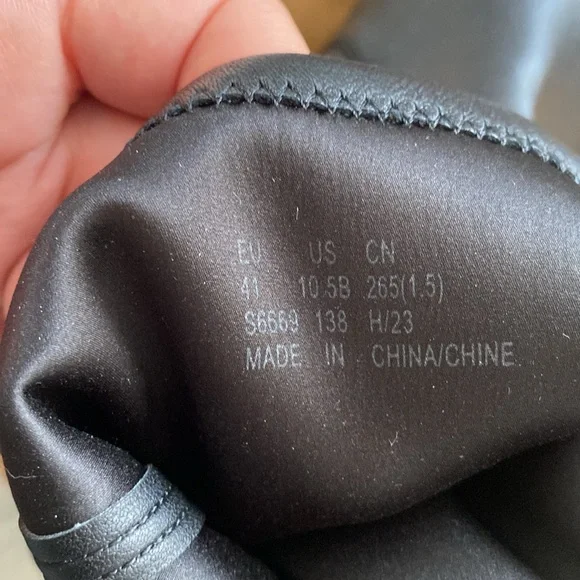 EU US CN
41 10.5B 265(1.5)
S6669 138 H/23
MADE IN CHINA/CHINE